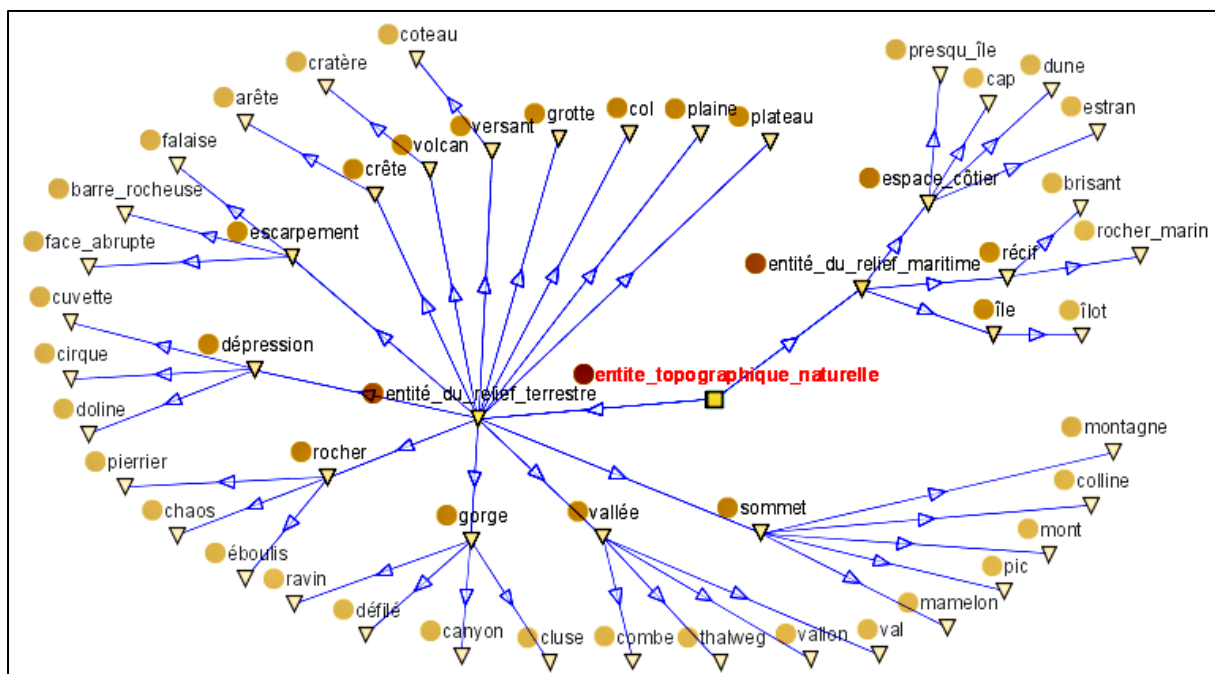 coteau
presqu_île
cratère
cap
dune
arête
versant
grotte
col
plaine
plateau
estran
falaise
volcan
crête
espace_côtier
barre_rocheuse
brisant
face_abrupte
escarpement
rocher_marin
entité_du_relief_maritime
récif
cuvette
île
îlot
cirque
dépression
entite_topographique_naturelle
entité_du_relief_terrestre
doline
montagne
pierrier
rocher
colline
chaos
gorge
vallée
sommet
mont
éboulis
pic
ravin
défilé
mamelon
canyon
cluse
combe
thalweg
vallon
val